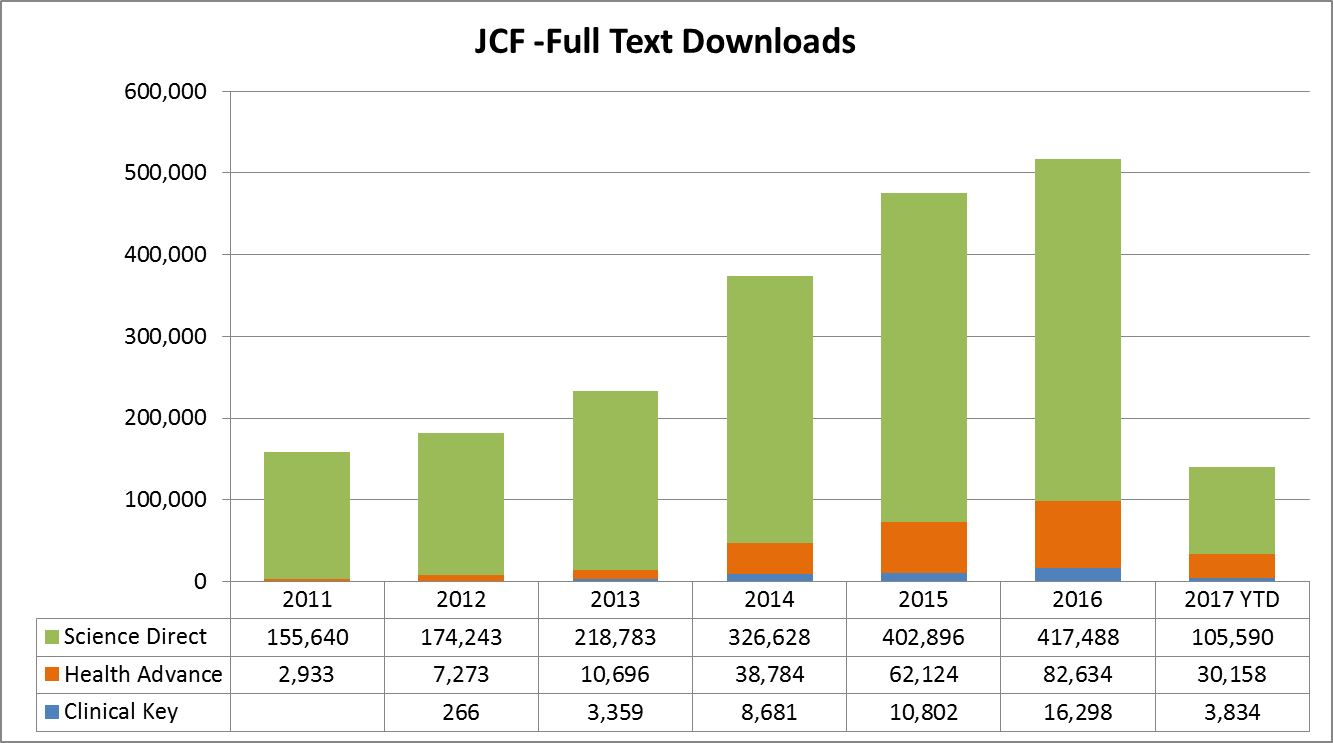 JCF -Full Text Downloads
600,000
500,000
400,000
300,000
200,000
100,000
0
2011 2012 2013 2014 2015 2016 2017 YTD
Science Direct 155,640 174,243 218,783 326,628 402,896 417,488 105,590
Health Advance 2,933 7,273 10,696 38,784 62,124 82,634 30,158
Clinical Key 266 3,359 8,681 10,802 16,298 3,834